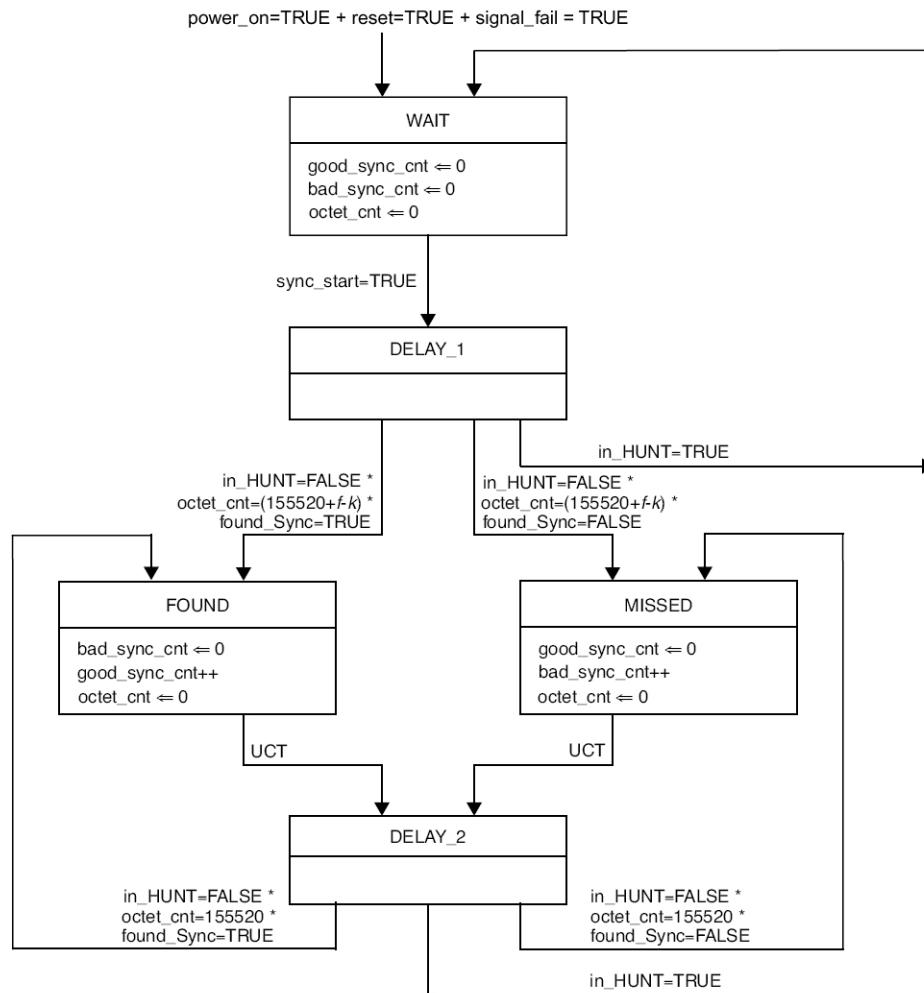 power_on=TRUE + reset=TRUE + signal_fail = TRUE
WAIT
good_sync_cnt ⇐ 0
bad_sync_cnt ⇐ 0
octet_cnt ⇐ 0
sync_start=TRUE
DELAY_1
in_HUNT=TRUE
in_HUNT=FALSE *
octet_cnt=(155520+f-k) *
found_Sync=TRUE
in_HUNT=FALSE *
octet_cnt=(155520+f-k) *
found_Sync=FALSE
FOUND
bad_sync_cnt ⇐ 0
good_sync_cnt++
octet_cnt ⇐ 0
MISSED
good_sync_cnt ⇐ 0
bad_sync_cnt++
octet_cnt ⇐ 0
UCT
UCT
DELAY_2
in_HUNT=FALSE *
octet_cnt=155520 *
found_Sync=TRUE
in_HUNT=FALSE *
octet_cnt=155520 *
found_Sync=FALSE
in_HUNT=TRUE